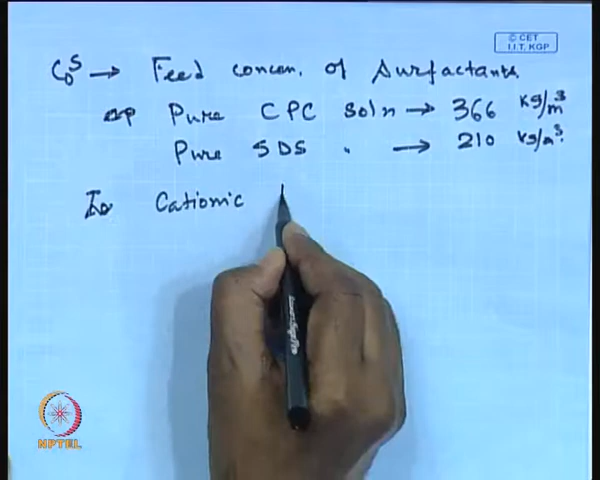 © CET
I.I.T. KGP
C₀ˢ → Feed concen. of Surfactants
Pure CPC soln → 366 kg/m³
Pure SDS " → 210 kg/m³.
Cationic
NPTEL